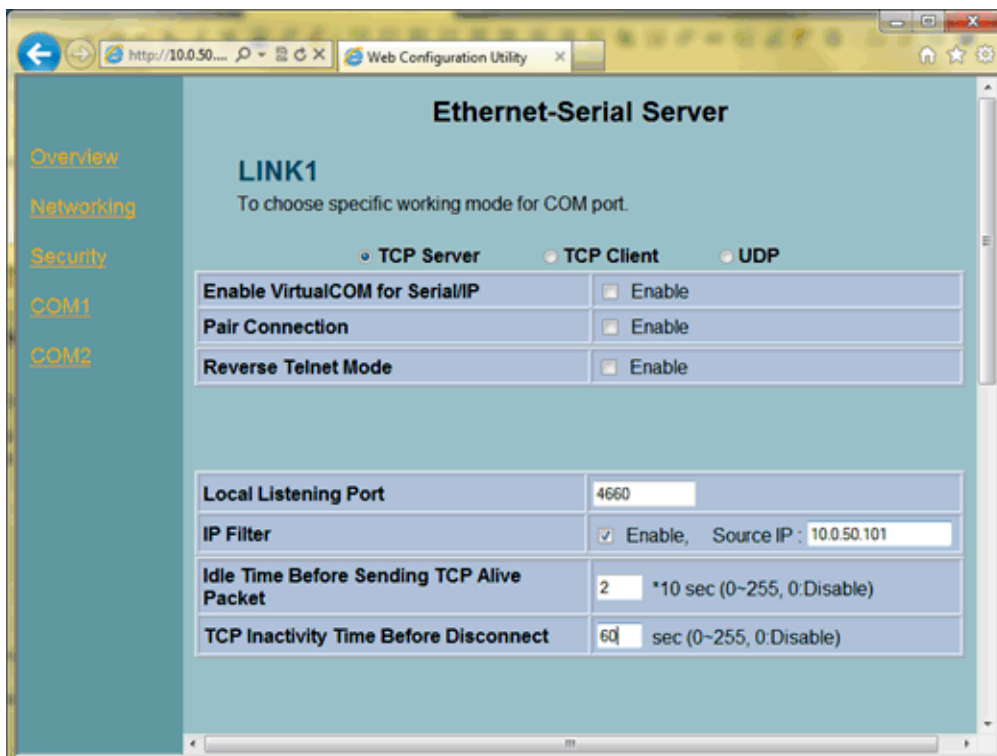 http://10.0.50....
Web Configuration Utility
Ethernet-Serial Server
Overview
Networking
Security
COM1
COM2
LINK1
To choose specific working mode for COM port.
TCP Server TCP Client UDP
Enable VirtualCOM for Serial/IP Enable
Pair Connection Enable
Reverse Telnet Mode Enable
Local Listening Port 4660
IP Filter Enable, Source IP : 10.0.50.101
Idle Time Before Sending TCP Alive
Packet 2 *10 sec (0~255, 0:Disable)
TCP Inactivity Time Before Disconnect 60 sec (0~255, 0:Disable)